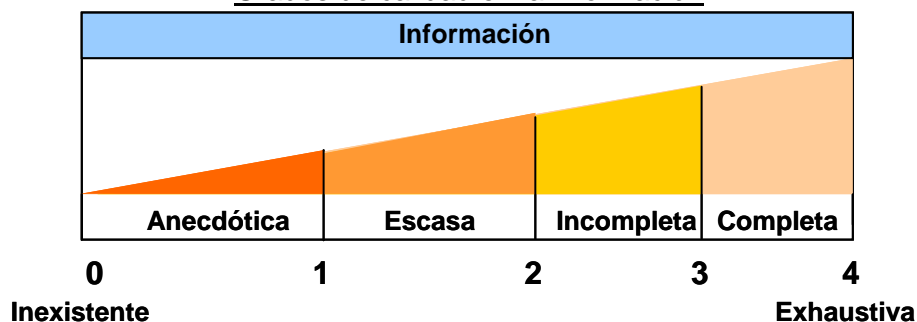 Información
Anecdótica Escasa Incompleta Completa
0 1 2 3 4
Inexistente Exhaustiva